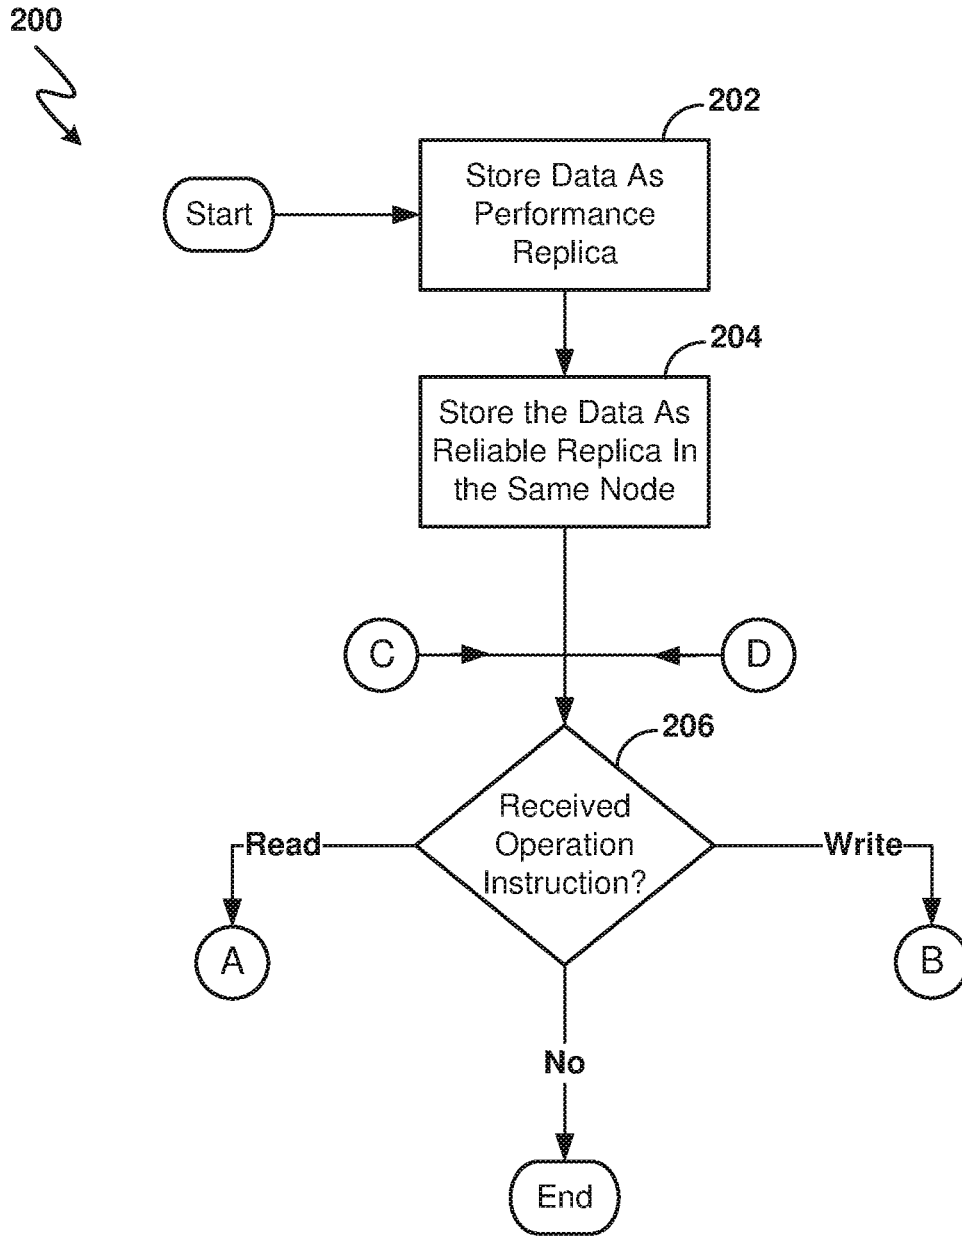 200
202
Store Data As
Performance
Replica
Start
204
Store the Data As
Reliable Replica In
the Same Node
C
D
206
Received
Operation
Instruction?
Read
Write
A
B
No
End